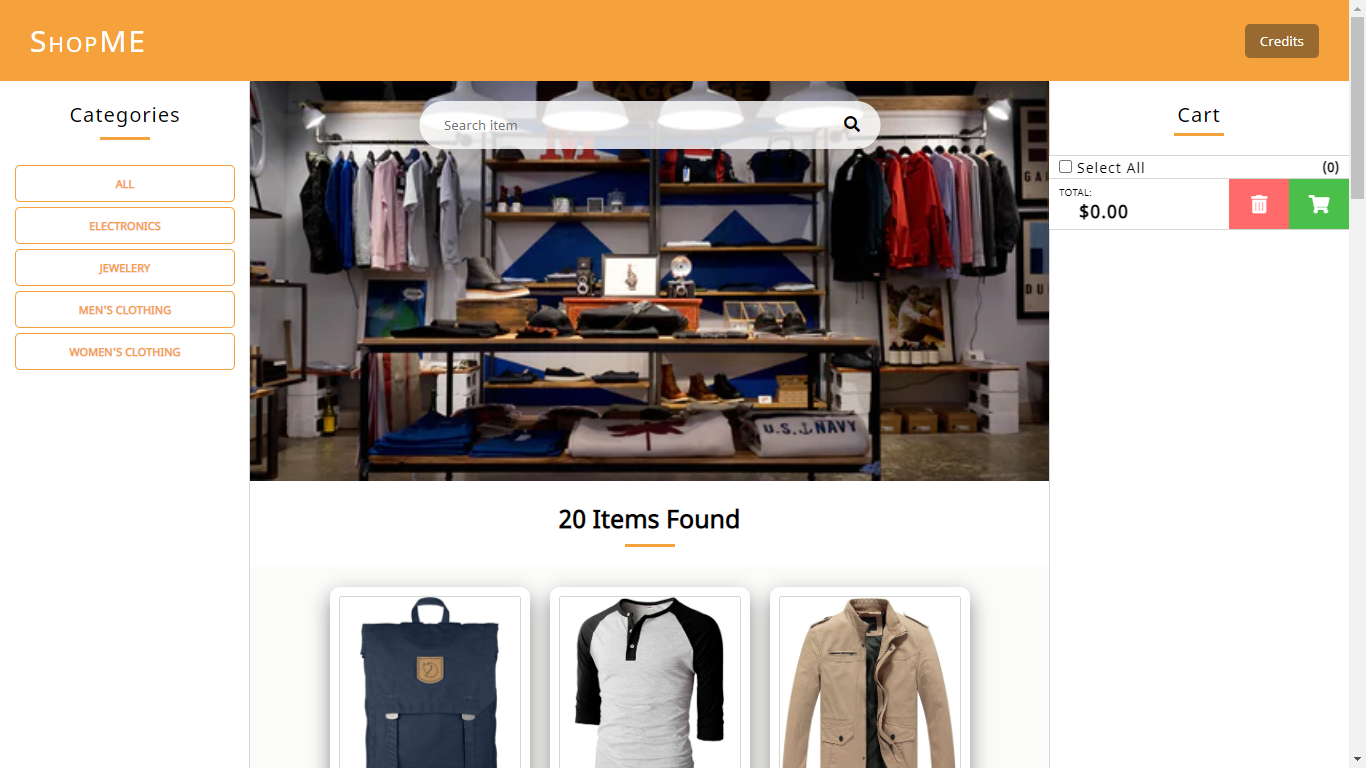 ShopME
Credits
Categories
ALL
ELECTRONICS
JEWELERY
MEN'S CLOTHING
WOMEN'S CLOTHING
Search item
M
U.S. NAVY
20 Items Found
Cart
Select All (0)
TOTAL:
$0.00